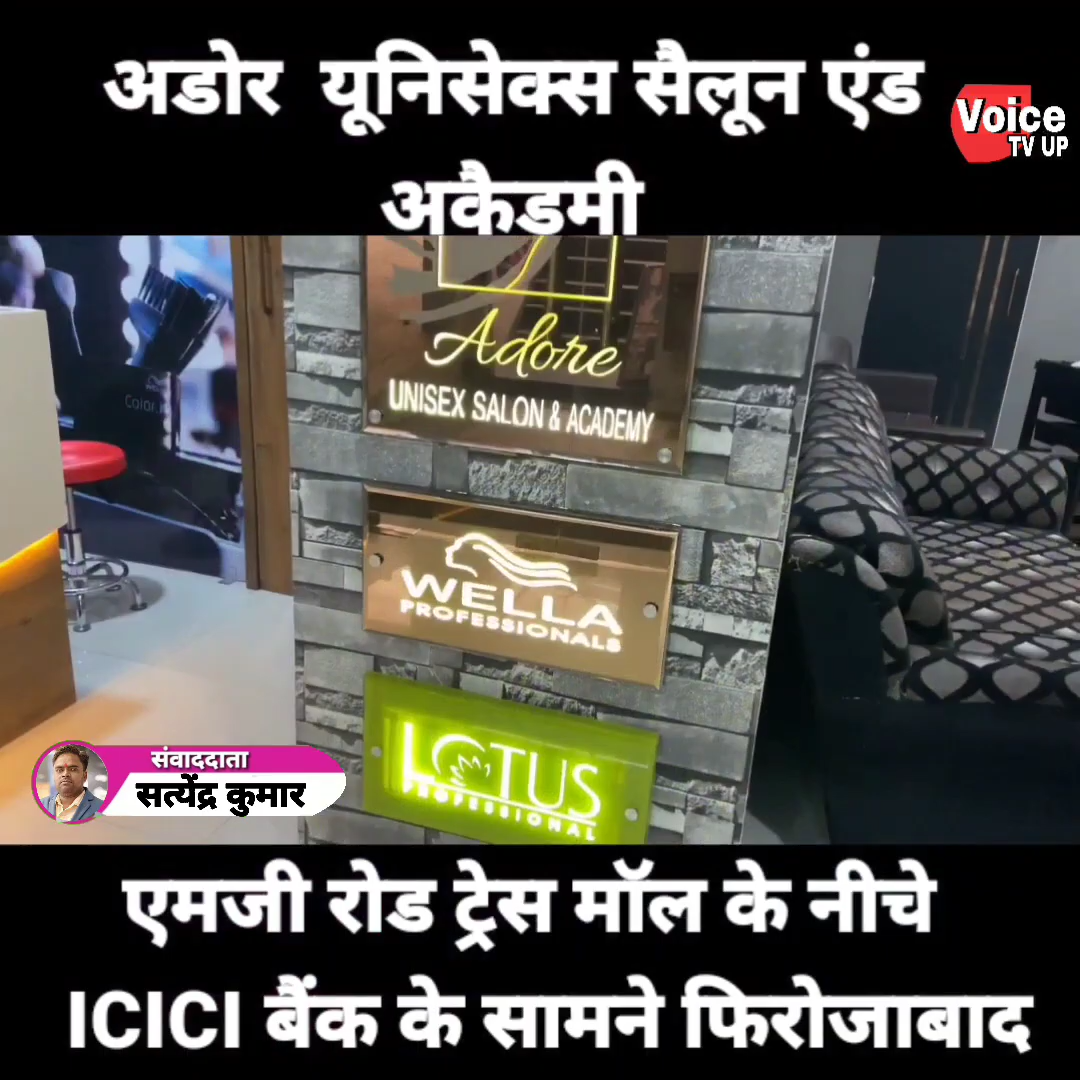 अडोर यूनिसेक्स सैलून एंड
अकैडमी
Voice
TV UP
Adore
UNISEX SALON & ACADEMY
WELLA
PROFESSIONALS
LOTUS
PROFESSIONAL
संवाददाता
सत्येंद्र कुमार
एमजी रोड ट्रेस मॉल के नीचे
ICICI बैंक के सामने फिरोजाबाद